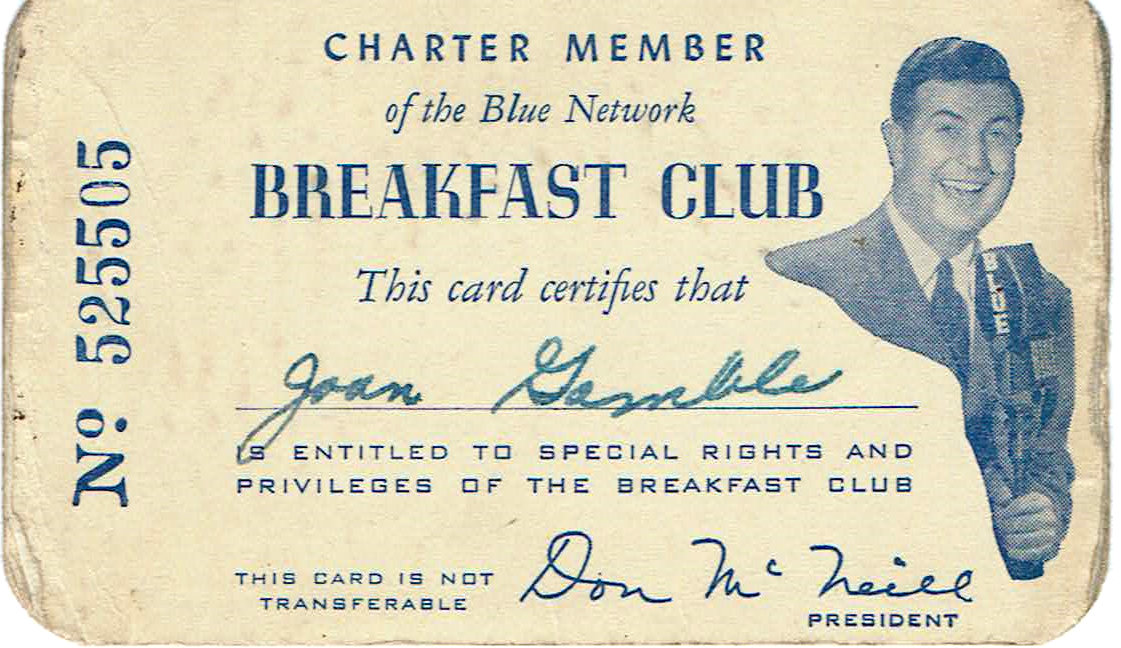 CHARTER MEMBER
of the Blue Network
BREAKFAST CLUB
This card certifies that
Joan Gamble
IS ENTITLED TO SPECIAL RIGHTS AND
PRIVILEGES OF THE BREAKFAST CLUB
THIS CARD IS NOT
TRANSFERABLE
Don McNeill
PRESIDENT
Nº 525505
BLUE